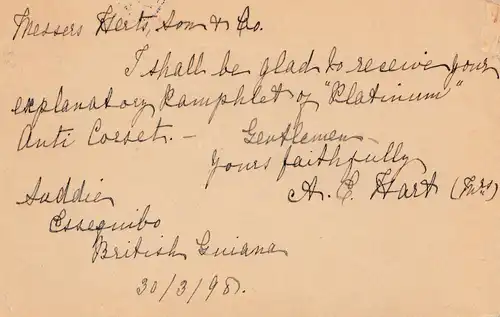 Messers Herts, Son & Co.
I shall be glad to receive your
explanatory Pamphlet of "Platinum"
Anti Corset. – Gentlemen
Yours faithfully
A. E. Hart (Mrs)
Suddie
Essequibo
British Guiana
30/3/98.